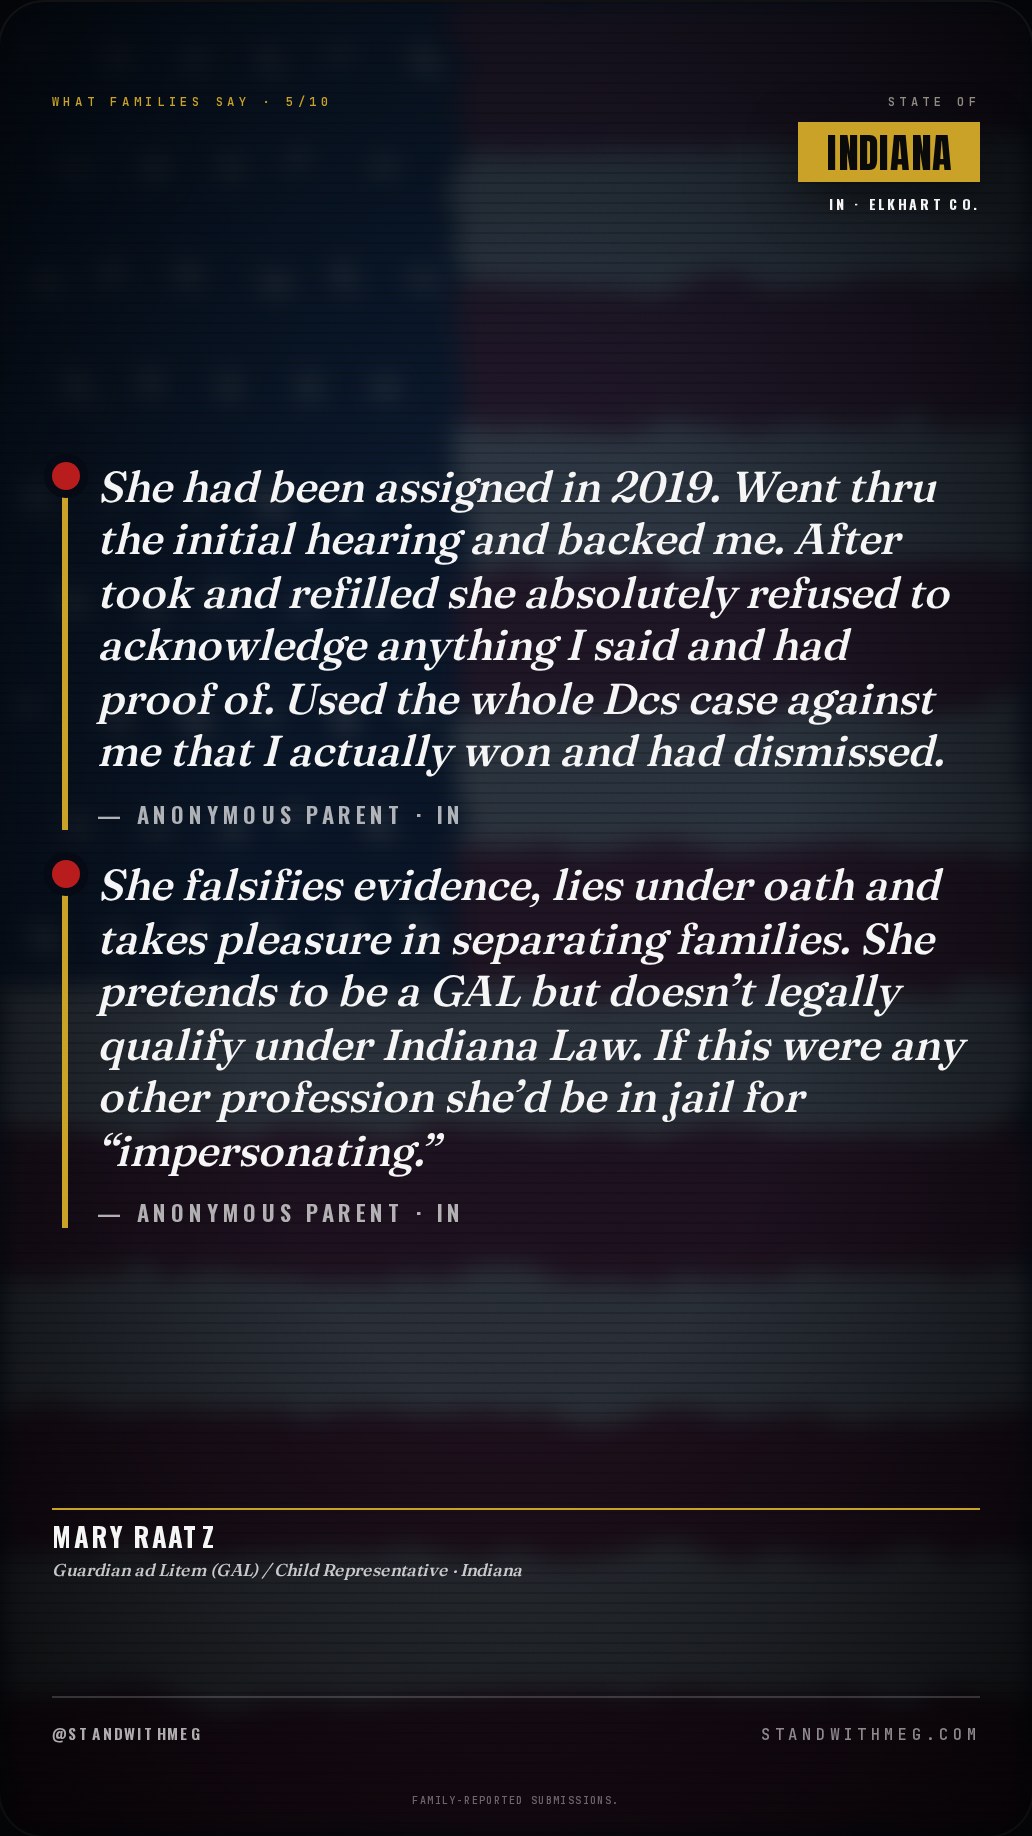 WHAT FAMILIES SAY · 5/10
STATE OF
INDIANA
IN · ELKHART CO.
She had been assigned in 2019. Went thru
the initial hearing and backed me. After
took and refilled she absolutely refused to
acknowledge anything I said and had
proof of. Used the whole Dcs case against
me that I actually won and had dismissed.
— ANONYMOUS PARENT · IN
She falsifies evidence, lies under oath and
takes pleasure in separating families. She
pretends to be a GAL but doesn’t legally
qualify under Indiana Law. If this were any
other profession she’d be in jail for
“impersonating.”
— ANONYMOUS PARENT · IN
MARY RAATZ
Guardian ad Litem (GAL) / Child Representative · Indiana
@STANDWITHMEG
STANDWITHMEG.COM
FAMILY-REPORTED SUBMISSIONS.